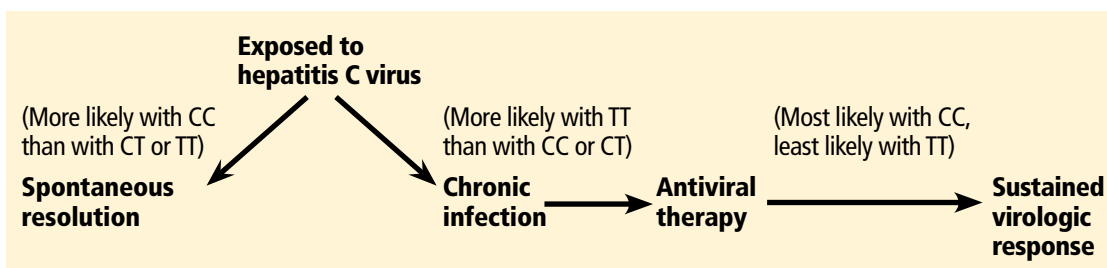 Exposed to
hepatitis C virus
(More likely with CC
than with CT or TT)
Spontaneous
resolution
(More likely with TT
than with CC or CT)
Chronic
infection
Antiviral
therapy
(Most likely with CC,
least likely with TT)
Sustained
virologic
response